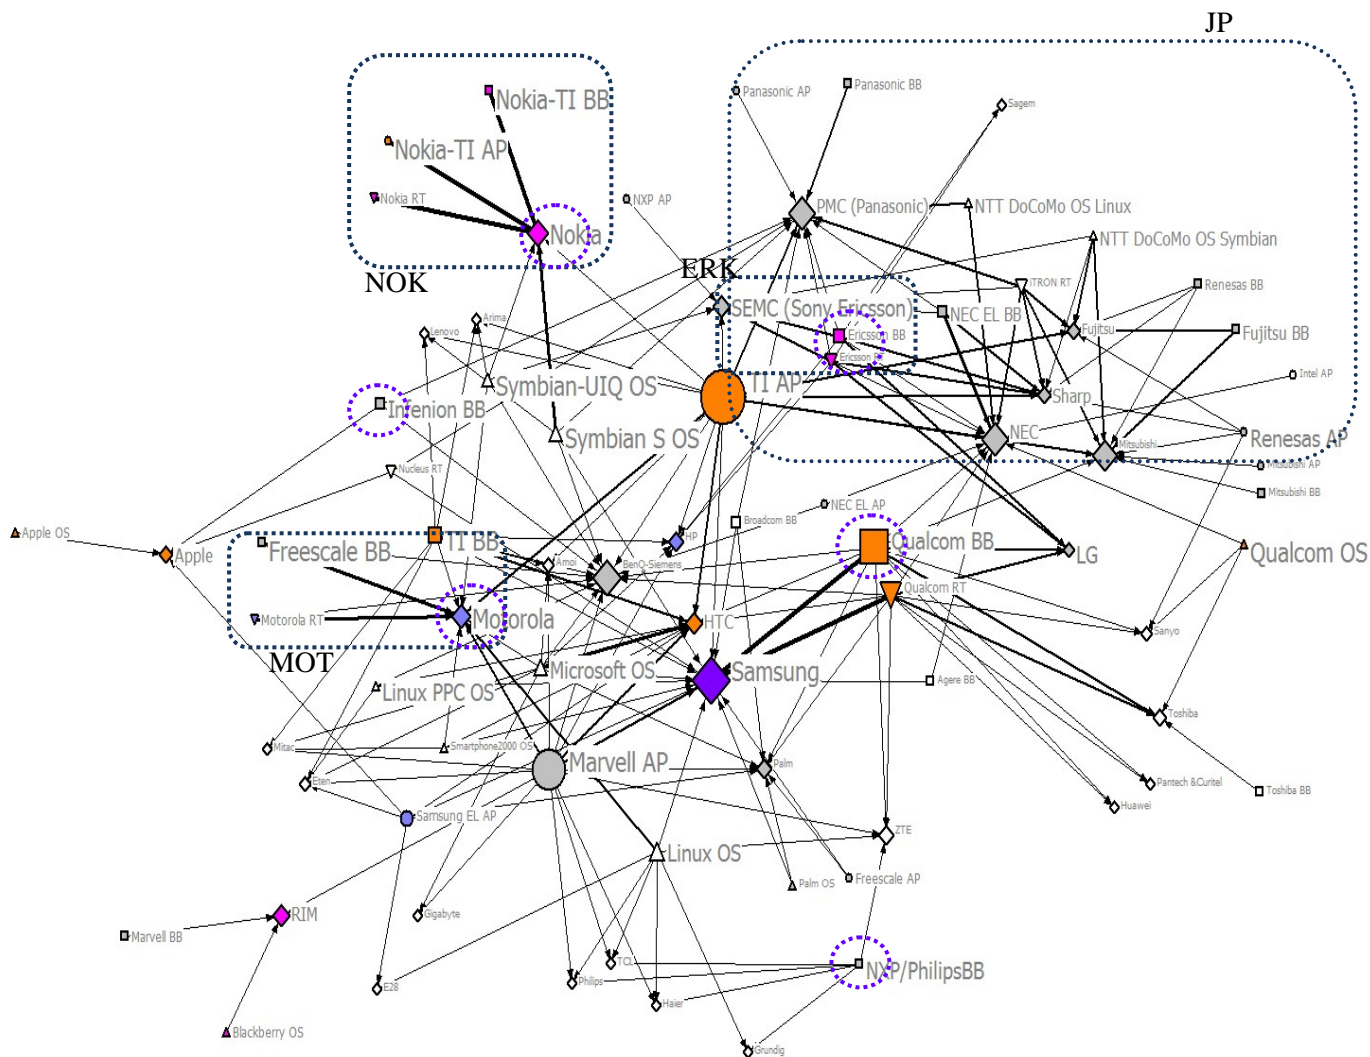 JP
Panasonic AP
Panasonic BB
Nokia-TI BB
Sagem
Nokia-TI AP
Nokia RT
NXP AP
PMC (Panasonic)
NTT DoCoMo OS Linux
Nokia
NTT DoCoMo OS Symbian
ERK
NOK
iTRON RT
Renesas BB
SEMC (Sony Ericsson)
NEC EL BB
Arima
Lenovo
Ericsson BB
Fujitsu
Fujitsu BB
Ericsson RT
Intel AP
Symbian-UIQ OS
TI AP
Sharp
Infenion BB
Symbian S OS
NEC
Mitsubishi
Renesas AP
Nucleus RT
Mitsubishi AP
Mitsubishi BB
NEC EL AP
Broadcom BB
Apple OS
Apple
Freescale BB
TI BB
HP
Qualcom BB
LG
Qualcom OS
Amoi
BenQ-Siemens
Qualcom RT
Motorola RT
Motorola
HTC
Sanyo
MOT
Microsoft OS
Samsung
Agere BB
Linux PPC OS
Toshiba
Mitac
Smartphone2000 OS
Marvell AP
Palm
Eten
Pantech &Curitel
Toshiba BB
Huawei
Samsung EL AP
ZTE
Linux OS
Palm OS
Freescale AP
RIM
Gigabyte
Marvell BB
TCL
NXP/PhilipsBB
E28
Philips
Haier
Blackberry OS
Grundig